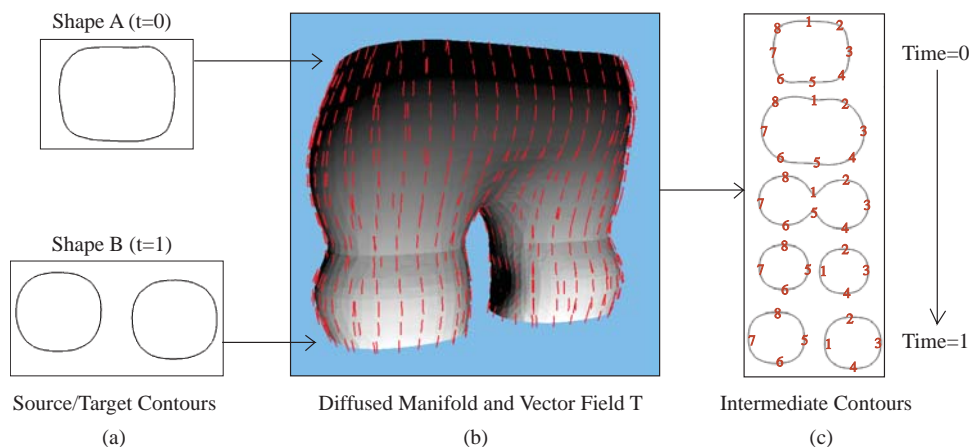 Shape A (t=0)
Shape B (t=1)
Source/Target Contours
(a)
Diffused Manifold and Vector Field T
(b)
8 1 2
7 3
6 5 4
8 1 2
7 3
6 5 4
8 2
1
7 3
5
6 4
8 2
7 5 1 3
6 4
8 2
7 5 1 3
6 4
Intermediate Contours
(c)
Time=0
Time=1